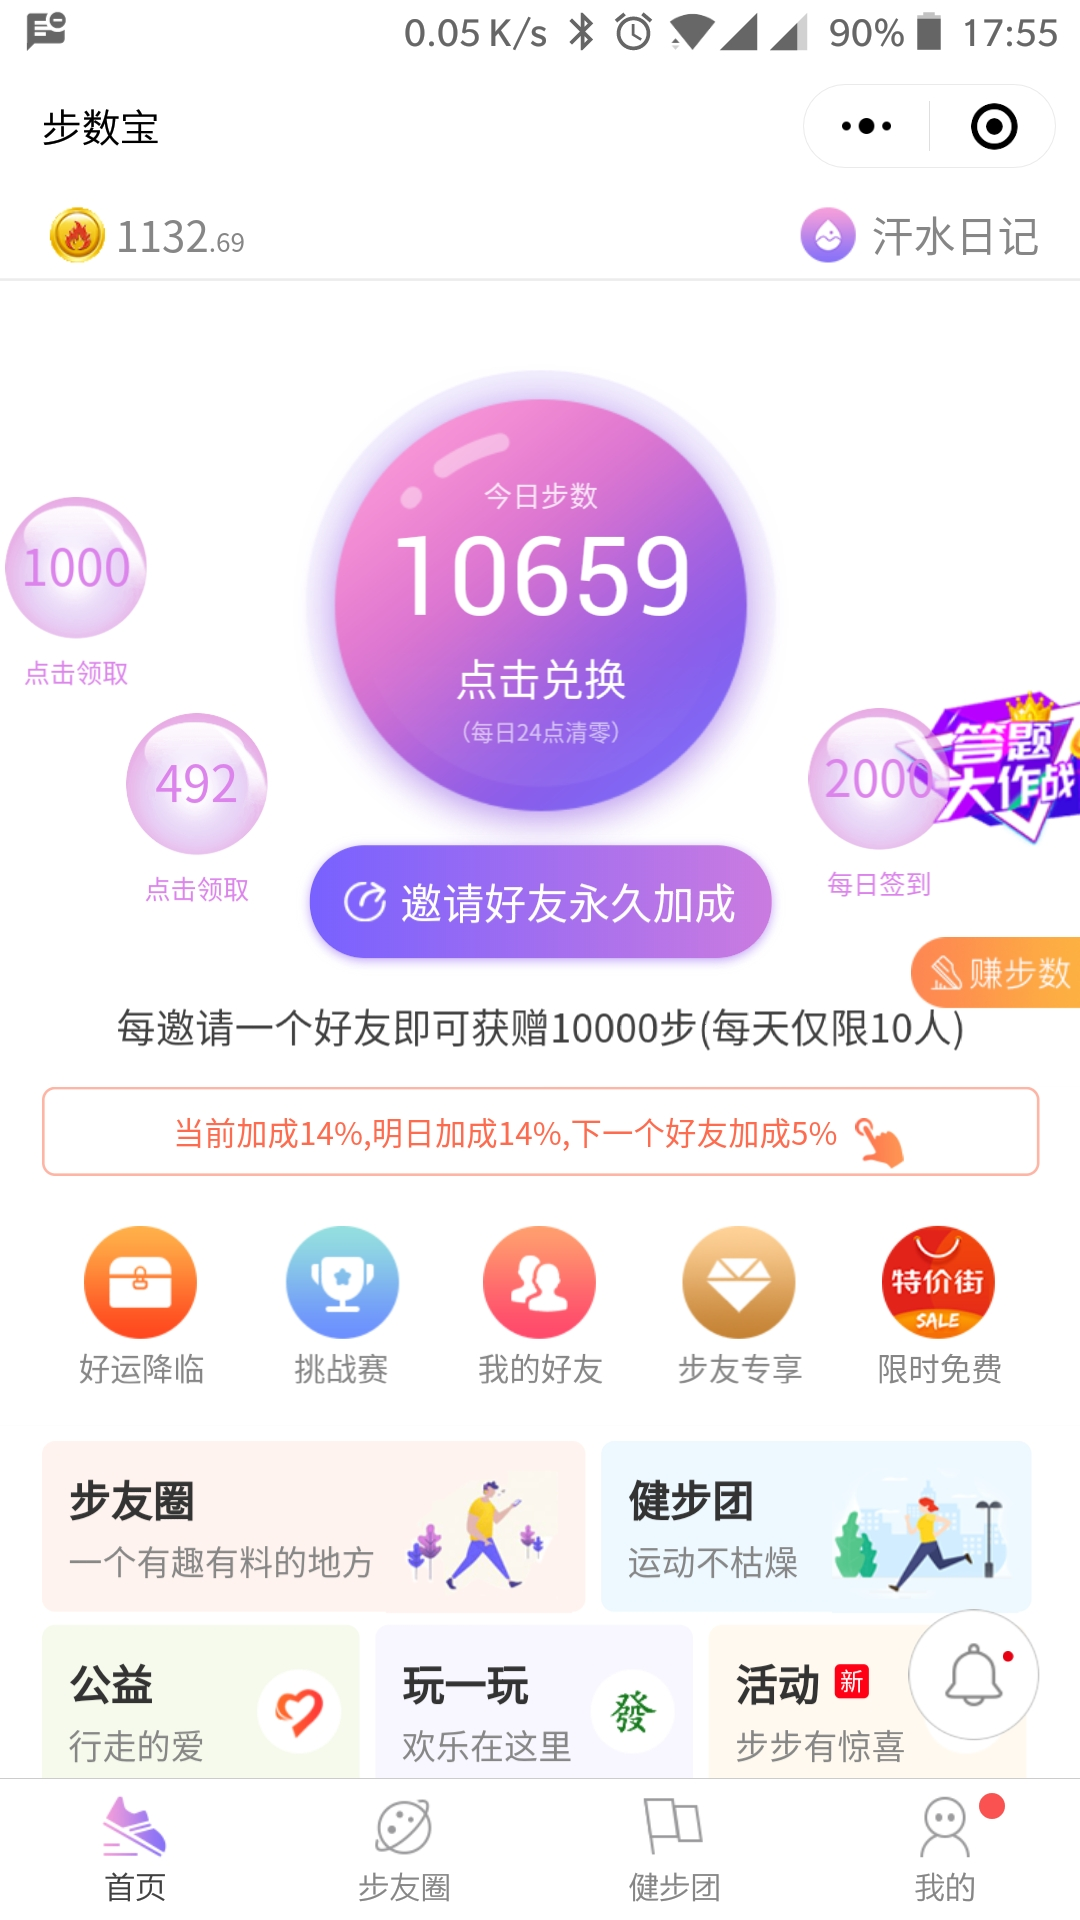 0.05 K/s 90% 17:55
步数宝
1132.69
汗水日记
今日步数
10659
点击兑换
(每日24点清零)
1000
点击领取
492
点击领取
2000
每日签到
答题
大作战
邀请好友永久加成
赚步数
每邀请一个好友即可获赠10000步(每天仅限10人)
当前加成14%,明日加成14%,下一个好友加成5%
特价街
SALE
好运降临 挑战赛 我的好友 步友专享 限时免费
步友圈
一个有趣有料的地方
健步团
运动不枯燥
公益
行走的爱
玩一玩
欢乐在这里
發
活动 新
步步有惊喜
首页 步友圈 健步团 我的